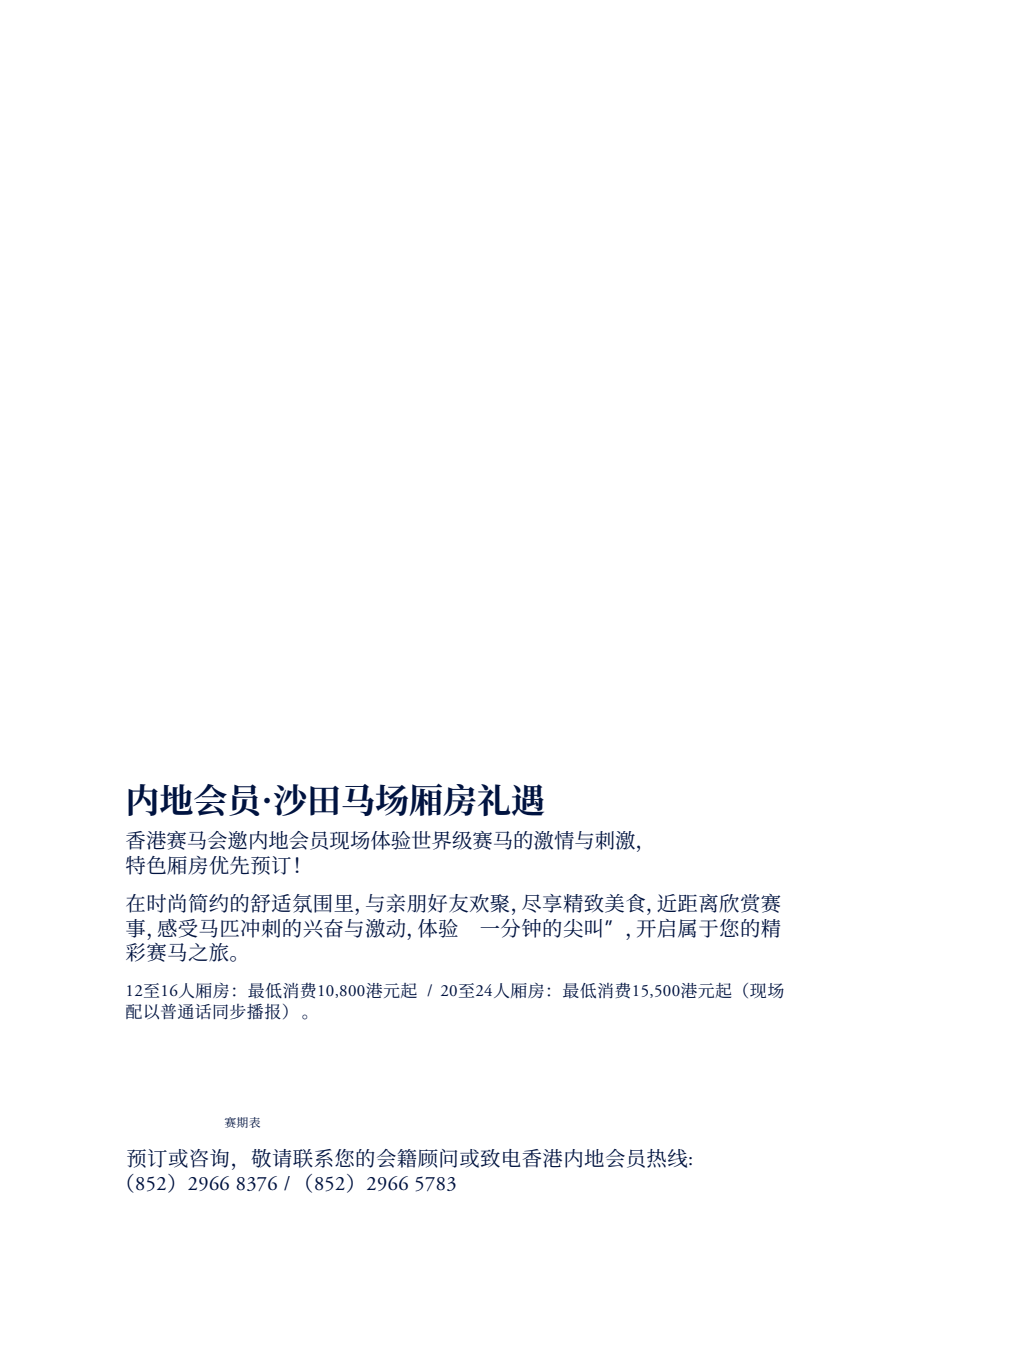 内地会员·沙田马场厢房礼遇
香港赛马会邀内地会员现场体验世界级赛马的激情与刺激,
特色厢房优先预订！
在时尚简约的舒适氛围里, 与亲朋好友欢聚, 尽享精致美食, 近距离欣赏赛
事, 感受马匹冲刺的兴奋与激动, 体验　一分钟的尖叫”, 开启属于您的精
彩赛马之旅。
12至16人厢房：最低消费10,800港元起 / 20至24人厢房：最低消费15,500港元起（现场
配以普通话同步播报）。
赛期表
预订或咨询，敬请联系您的会籍顾问或致电香港内地会员热线:
（852）2966 8376 / （852）2966 5783